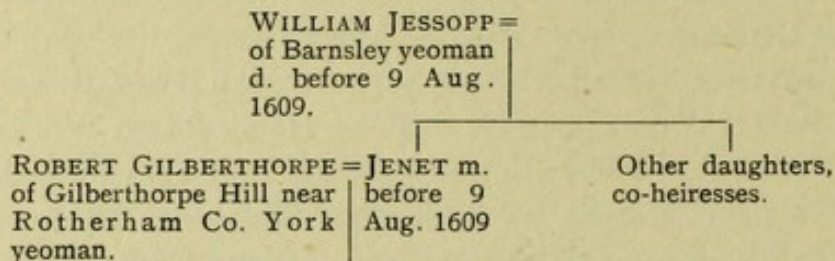 WILLIAM JESSOPP=
of Barnsley yeoman
d. before 9 Aug.
1609.
ROBERT GILBERTHORPE=
of Gilberthorpe Hill near
Rotherham Co. York
yeoman.
JENET m.
before 9
Aug. 1609
Other daughters,
co-heiresses.